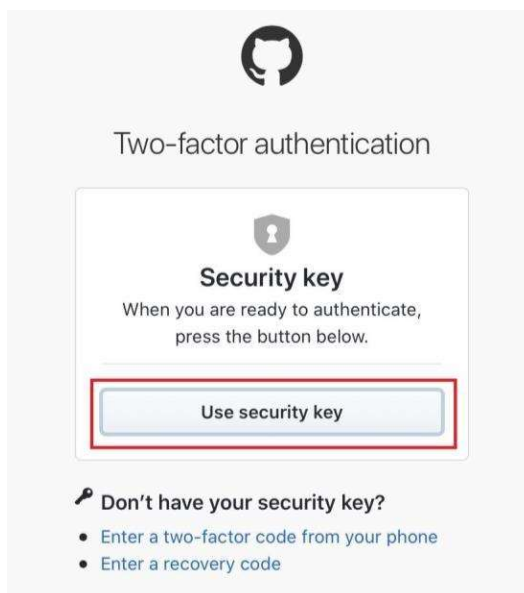 Two-factor authentication
Security key
When you are ready to authenticate,
press the button below.
Use security key
Don't have your security key?
Enter a two-factor code from your phone
Enter a recovery code